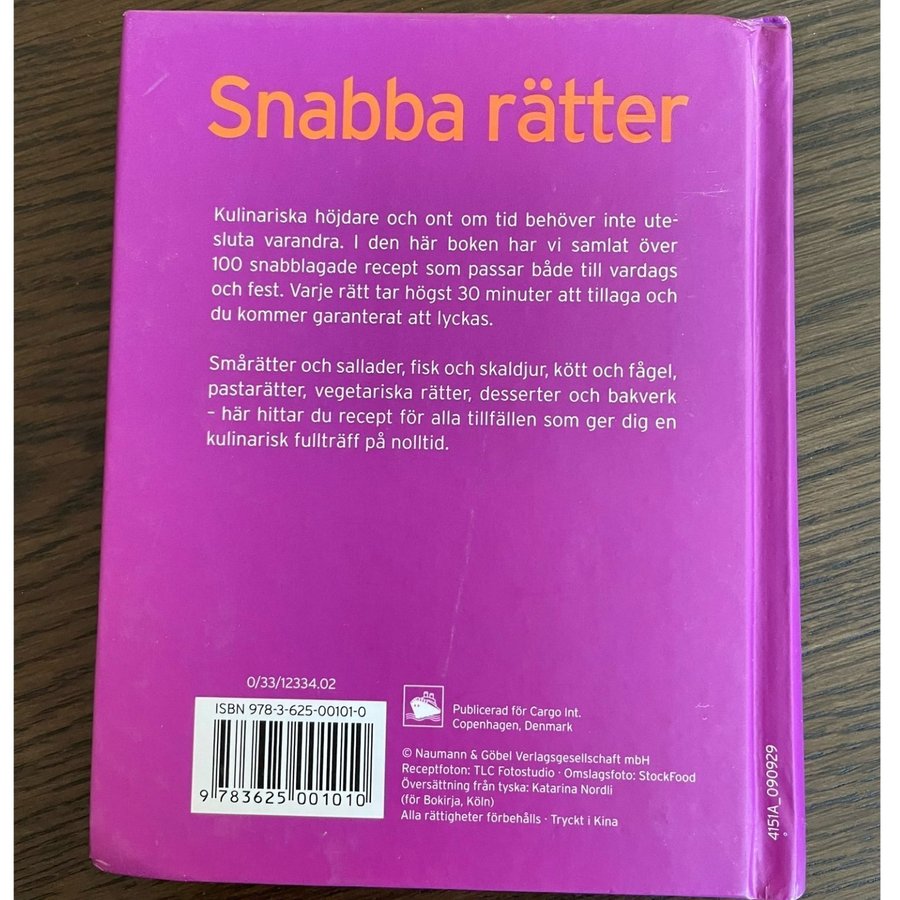 Snabba rätter
Kulinariska höjdare och ont om tid behöver inte ute-
sluta varandra. I den här boken har vi samlat över
100 snabblagade recept som passar både till vardags
och fest. Varje rätt tar högst 30 minuter att tillaga och
du kommer garanterat att lyckas.
Smårätter och sallader, fisk och skaldjur, kött och fågel,
pastarätter, vegetariska rätter, desserter och bakverk
– här hittar du recept för alla tillfällen som ger dig en
kulinarisk fullträff på nolltid.
0/33/12334.02
ISBN 978-3-625-00101-0
9 783625 001010
Publicerad för Cargo Int.
Copenhagen, Denmark
© Naumann & Göbel Verlagsgesellschaft mbH
Receptfoton: TLC Fotostudio · Omslagsfoto: StockFood
Översättning från tyska: Katarina Nordli
(för Bokirja, Köln)
Alla rättigheter förbehålls · Tryckt i Kina
4151A_090929